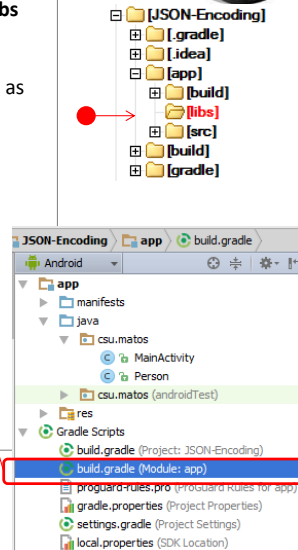 bs
[JSON-Encoding]
[.gradle]
[.idea]
[app]
as
[build]
[libs]
[src]
[build]
[gradle]
JSON-Encoding app build.gradle
Android
app
manifests
java
csu.matos
MainActivity
Person
csu.matos (androidTest)
res
Gradle Scripts
build.gradle (Project: JSON-Encoding)
build.gradle (Module: app)
proguard-rules.pro (ProGuard Rules for app)
gradle.properties (Project Properties)
settings.gradle (Project Settings)
local.properties (SDK Location)